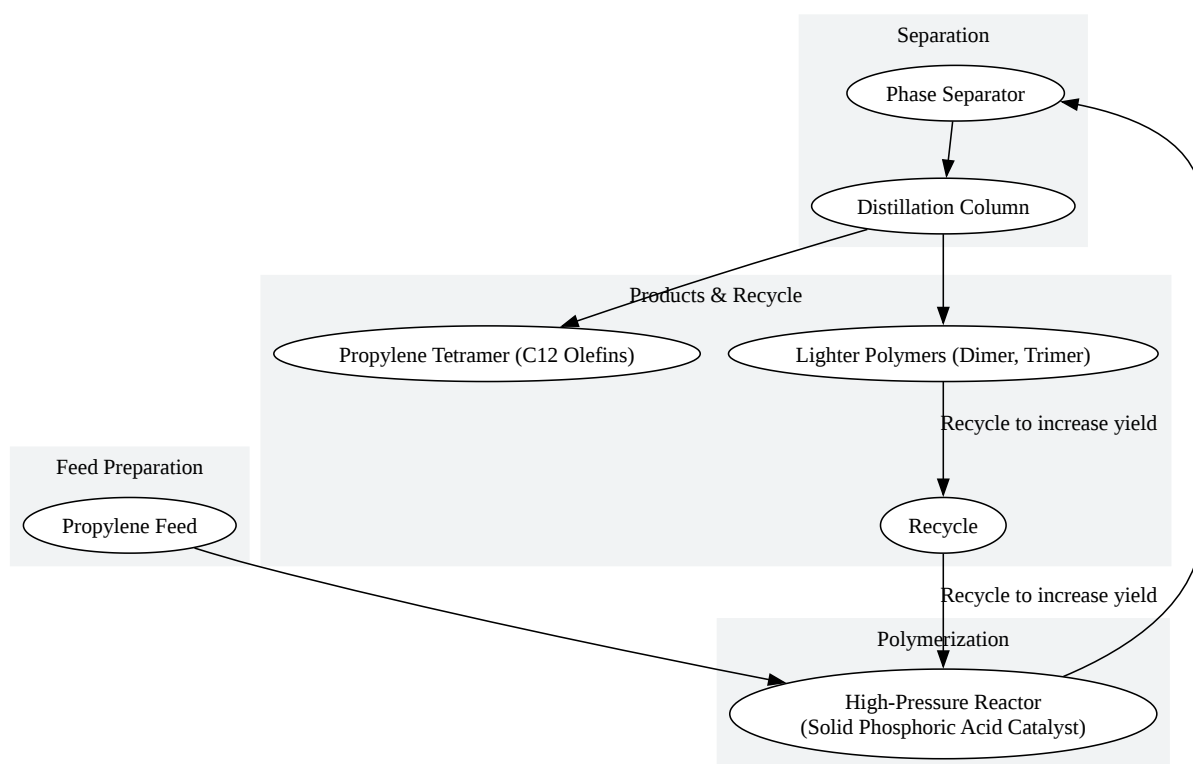 Separation
Phase Separator
Distillation Column
Products & Recycle
Propylene Tetramer (C12 Olefins)
Lighter Polymers (Dimer, Trimer)
Recycle to increase yield
Feed Preparation
Propylene Feed
Recycle
Recycle to increase yield
Polymerization
High-Pressure Reactor
(Solid Phosphoric Acid Catalyst)